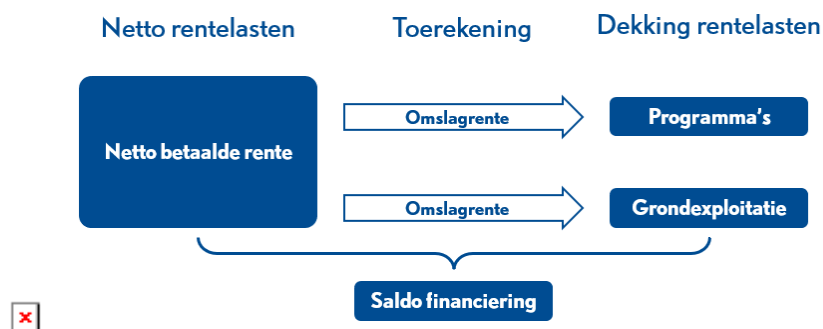 Netto rentelasten
Toerekening
Dekking rentelasten
Netto betaalde rente
Omslagrente
Programma's
Omslagrente
Grondexploitatie
Saldo financiering